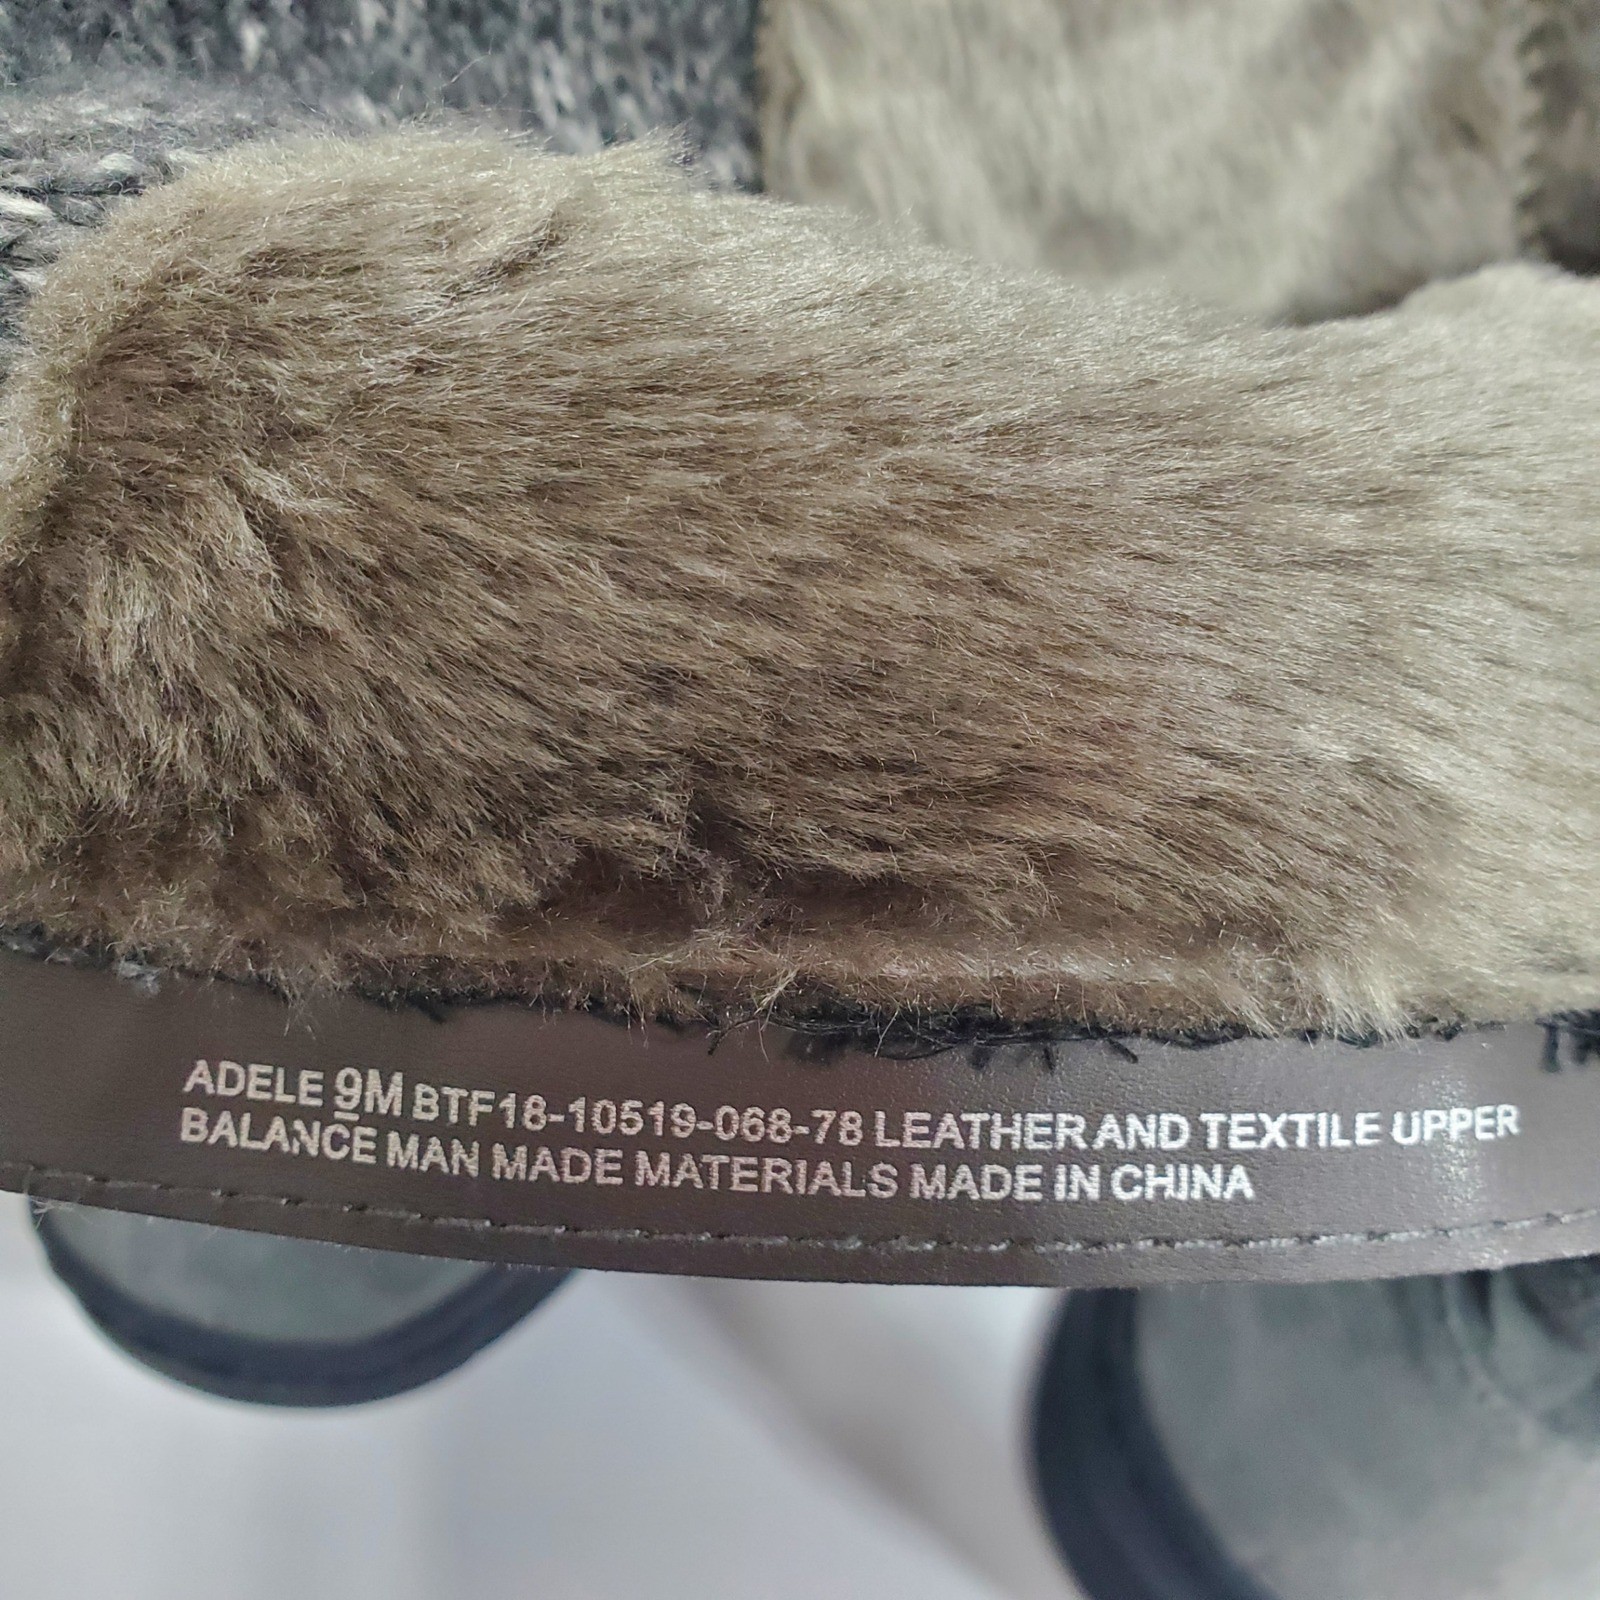 ADELE 9M BTF18-10519-068-78 LEATHER AND TEXTILE UPPER
BALANCE MAN MADE MATERIALS MADE IN CHINA